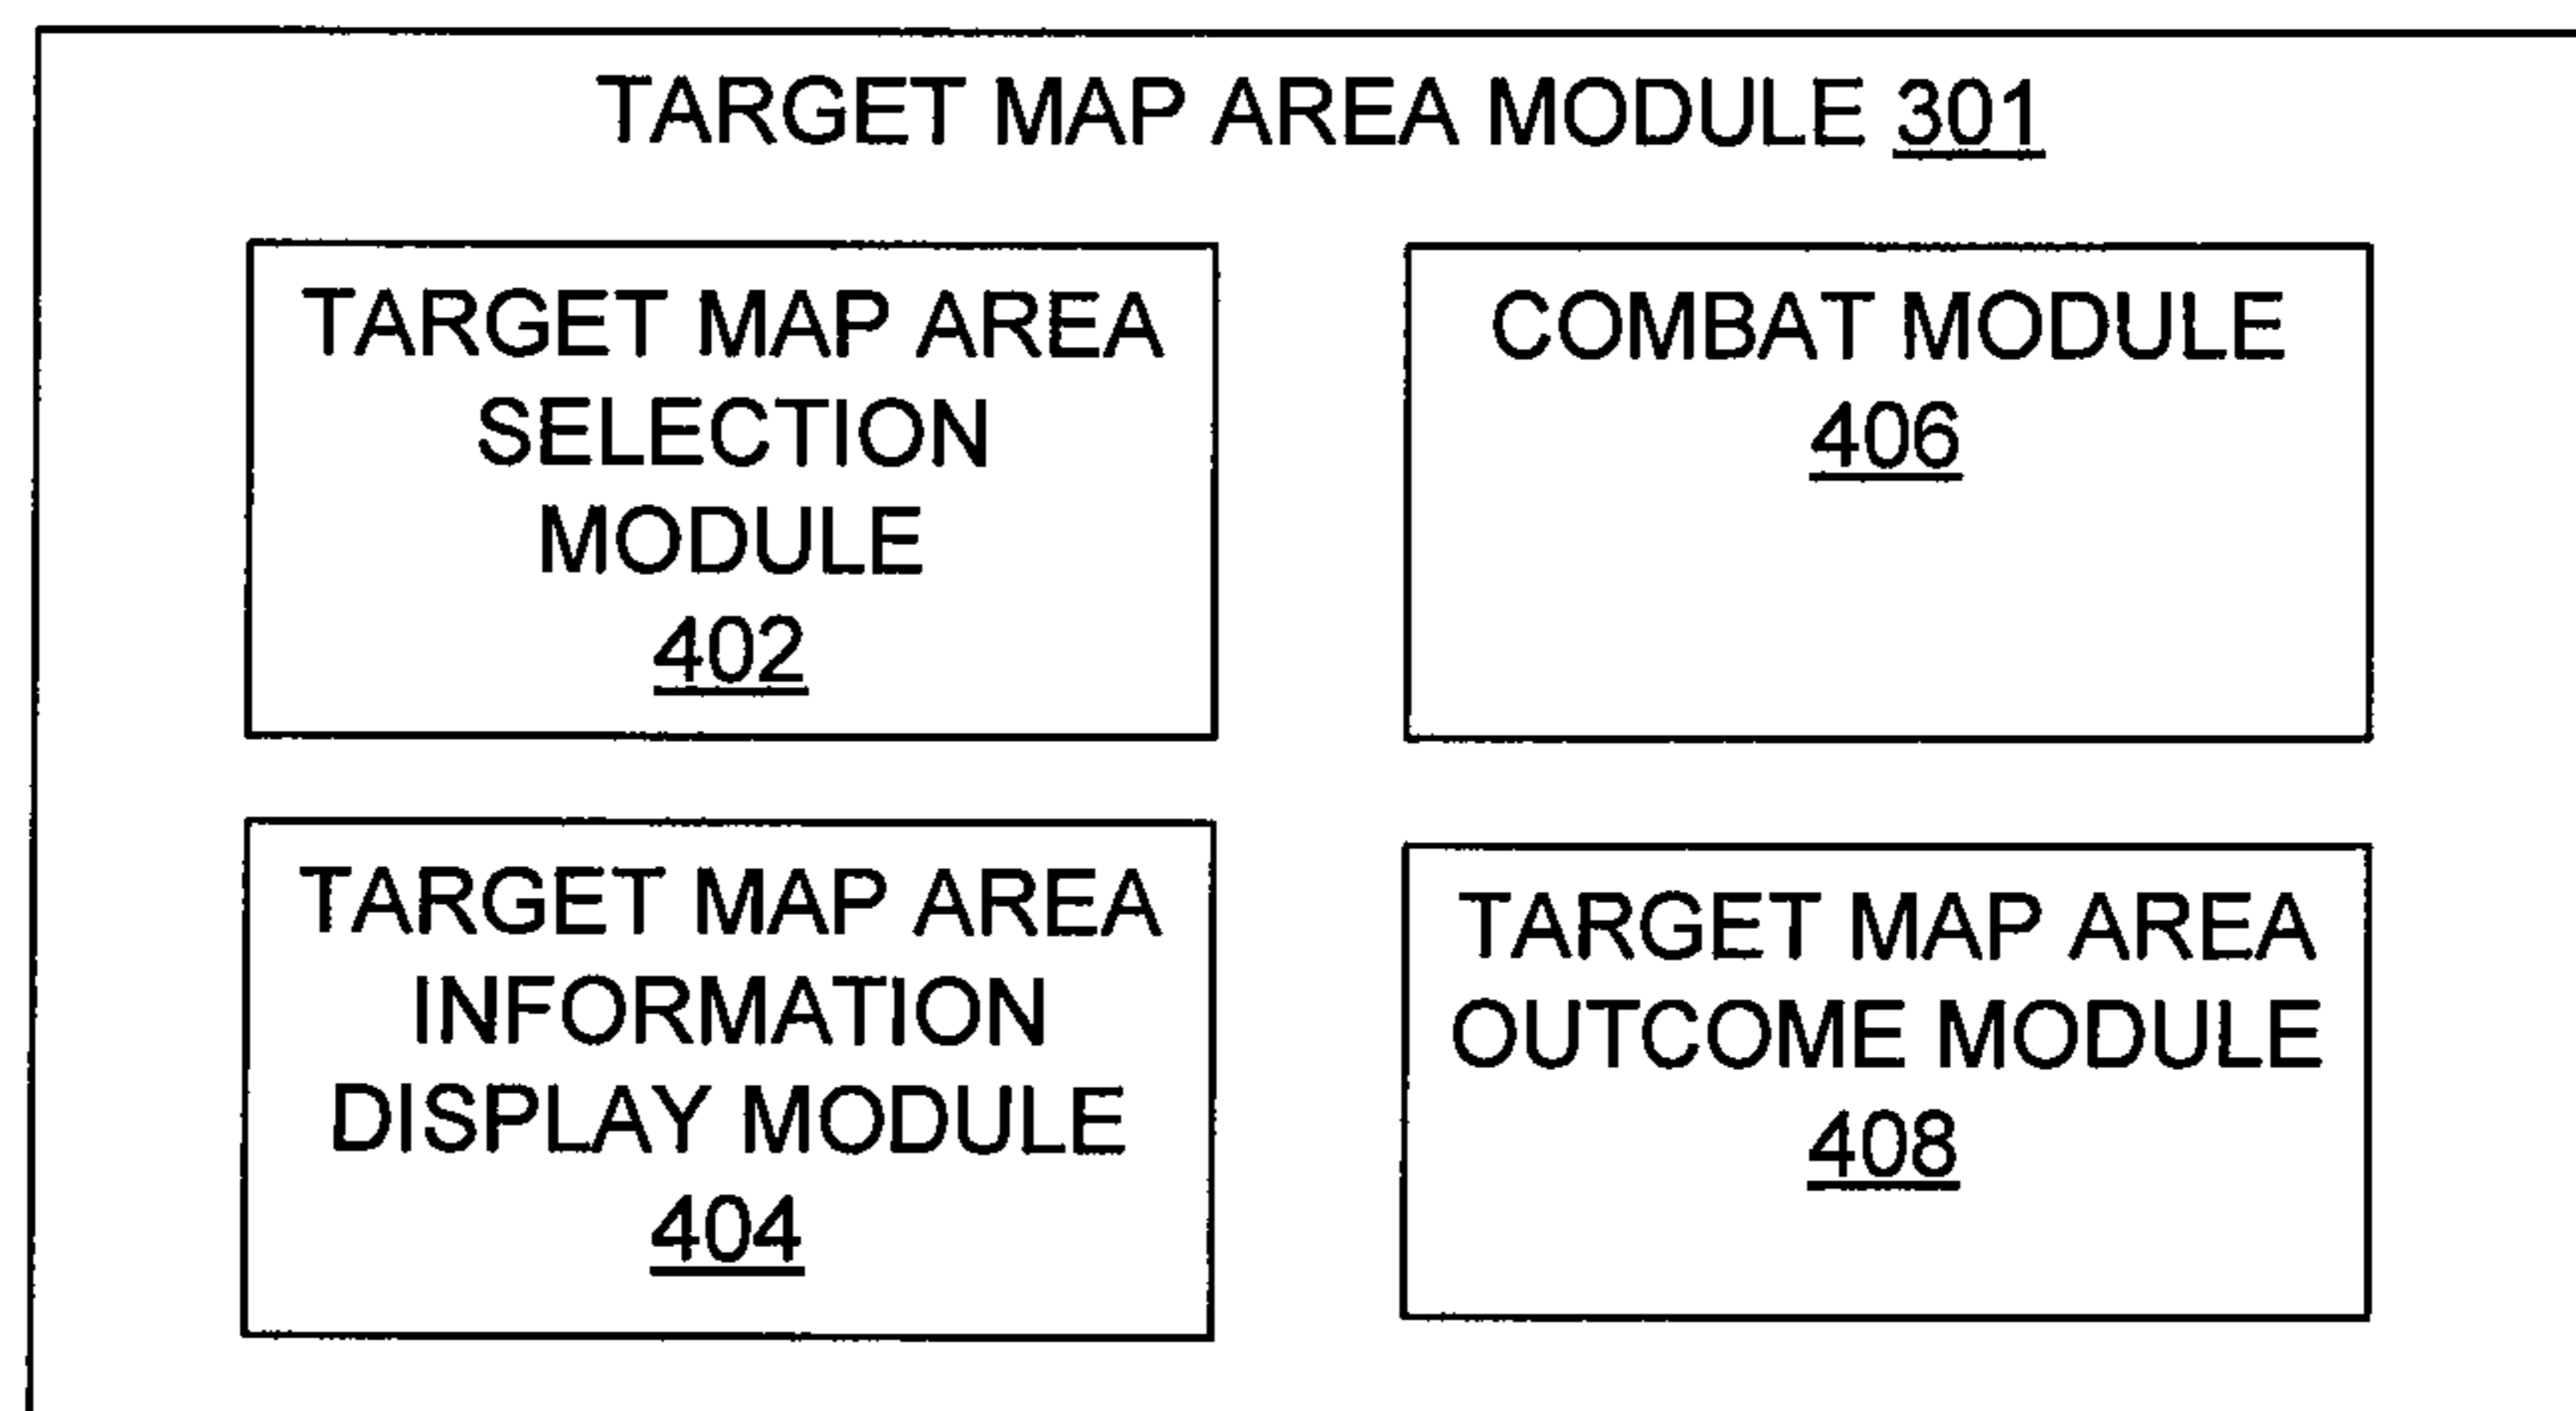 TARGET MAP AREA MODULE 301
TARGET MAP AREA
SELECTION
MODULE
402
COMBAT MODULE
406
TARGET MAP AREA
INFORMATION
DISPLAY MODULE
404
TARGET MAP AREA
OUTCOME MODULE
408